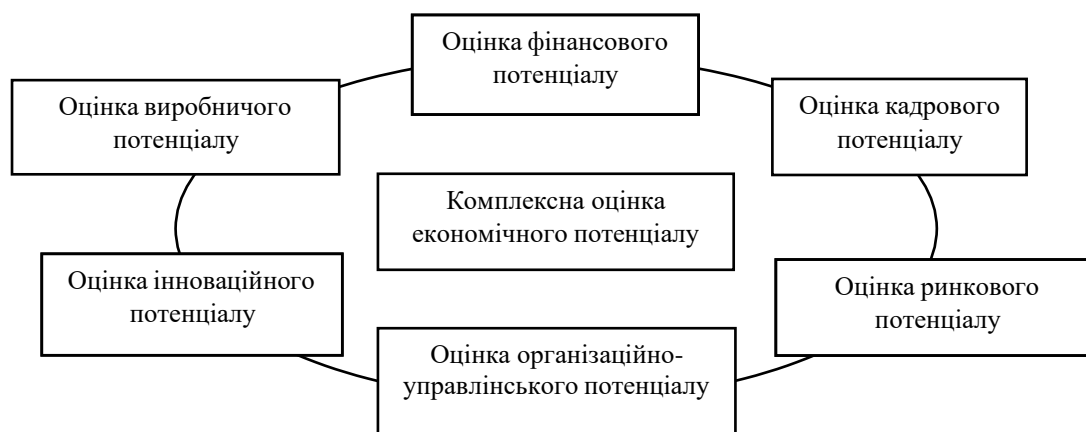 Оцінка фінансового
потенціалу
Оцінка виробничого
потенціалу
Оцінка кадрового
потенціалу
Комплексна оцінка
економічного потенціалу
Оцінка інноваційного
потенціалу
Оцінка ринкового
потенціалу
Оцінка організаційно-
управлінського потенціалу